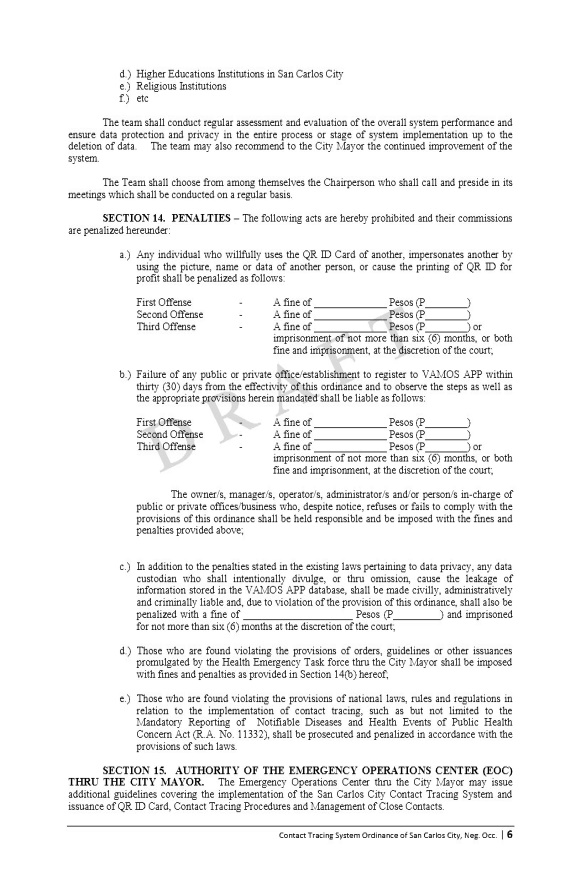 d.) Higher Educations Institutions in San Carlos City
e.) Religious Institutions
f.) etc
The team shall conduct regular assessment and evaluation of the overall system performance and
ensure data protection and privacy in the entire process or stage of system implementation up to the
deletion of data. The team may also recommend to the City Mayor the continued improvement of the
system.
The Team shall choose from among themselves the Chairperson who shall call and preside in its
meetings which shall be conducted on a regular basis.
SECTION 14. PENALTIES – The following acts are hereby prohibited and their commissions
are penalized hereunder:
a.) Any individual who willfully uses the QR ID Card of another, impersonates another by
using the picture, name or data of another person, or cause the printing of QR ID for
profit shall be penalized as follows:
First Offense - A fine of ______________ Pesos (P________)
Second Offense - A fine of ______________ Pesos (P________)
Third Offense - A fine of ______________ Pesos (P________) or
imprisonment of not more than six (6) months, or both
fine and imprisonment, at the discretion of the court;
b.) Failure of any public or private office/establishment to register to VAMOS APP within
thirty (30) days from the effectivity of this ordinance and to observe the steps as well as
the appropriate provisions herein mandated shall be liable as follows:
First Offense - A fine of ______________ Pesos (P________)
Second Offense - A fine of ______________ Pesos (P________)
Third Offense - A fine of ______________ Pesos (P________) or
imprisonment of not more than six (6) months, or both
fine and imprisonment, at the discretion of the court;
The owner/s, manager/s, operator/s, administrator/s and/or person/s in-charge of
public or private offices/business who, despite notice, refuses or fails to comply with the
provisions of this ordinance shall be held responsible and be imposed with the fines and
penalties provided above;
c.) In addition to the penalties stated in the existing laws pertaining to data privacy, any data
custodian who shall intentionally divulge, or thru omission, cause the leakage of
information stored in the VAMOS APP database, shall be made civilly, administratively
and criminally liable and, due to violation of the provision of this ordinance, shall also be
penalized with a fine of _____________________ Pesos (P_________) and imprisoned
for not more than six (6) months at the discretion of the court;
d.) Those who are found violating the provisions of orders, guidelines or other issuances
promulgated by the Health Emergency Task force thru the City Mayor shall be imposed
with fines and penalties as provided in Section 14(b) hereof;
e.) Those who are found violating the provisions of national laws, rules and regulations in
relation to the implementation of contact tracing, such as but not limited to the
Mandatory Reporting of Notifiable Diseases and Health Events of Public Health
Concern Act (R.A. No. 11332), shall be prosecuted and penalized in accordance with the
provisions of such laws.
SECTION 15. AUTHORITY OF THE EMERGENCY OPERATIONS CENTER (EOC)
THRU THE CITY MAYOR. The Emergency Operations Center thru the City Mayor may issue
additional guidelines covering the implementation of the San Carlos City Contact Tracing System and
issuance of QR ID Card, Contact Tracing Procedures and Management of Close Contacts.
DRAFT
Contact Tracing System Ordinance of San Carlos City, Neg. Occ. | 6